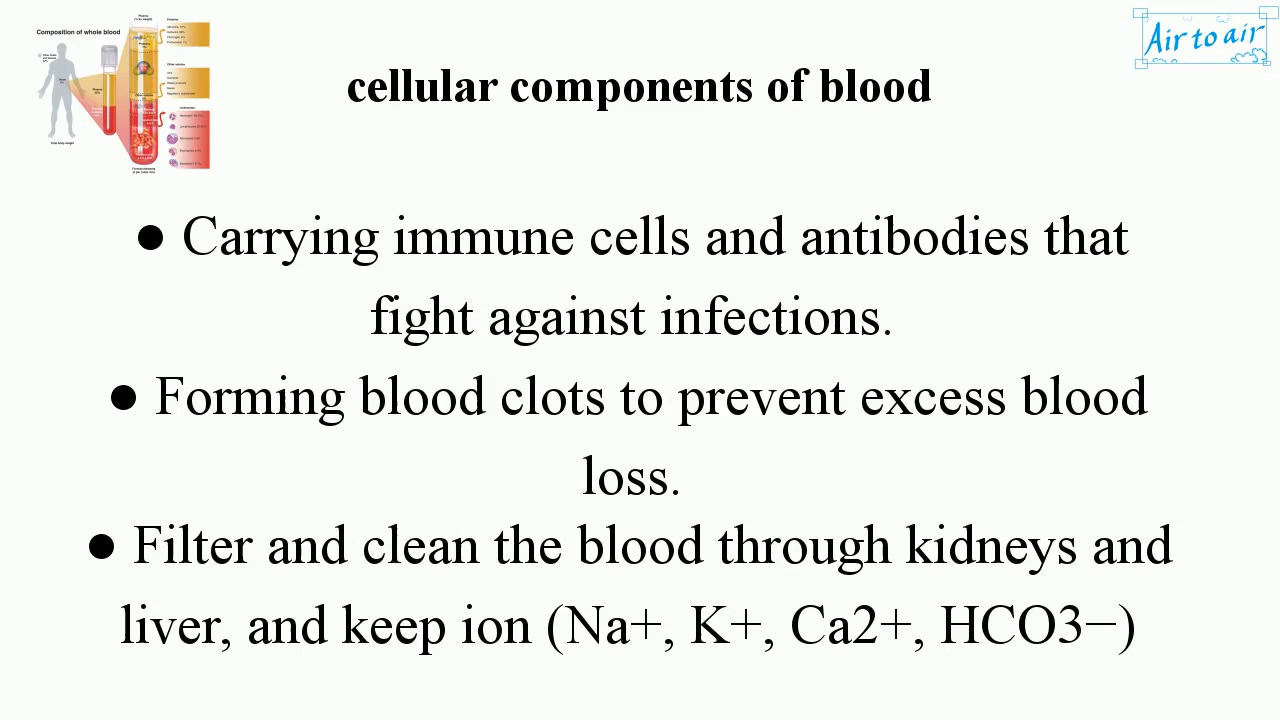 Composition of whole blood
Air to air
cellular components of blood
● Carrying immune cells and antibodies that
fight against infections.
● Forming blood clots to prevent excess blood
loss.
● Filter and clean the blood through kidneys and
liver, and keep ion (Na+, K+, Ca2+, HCO3−)